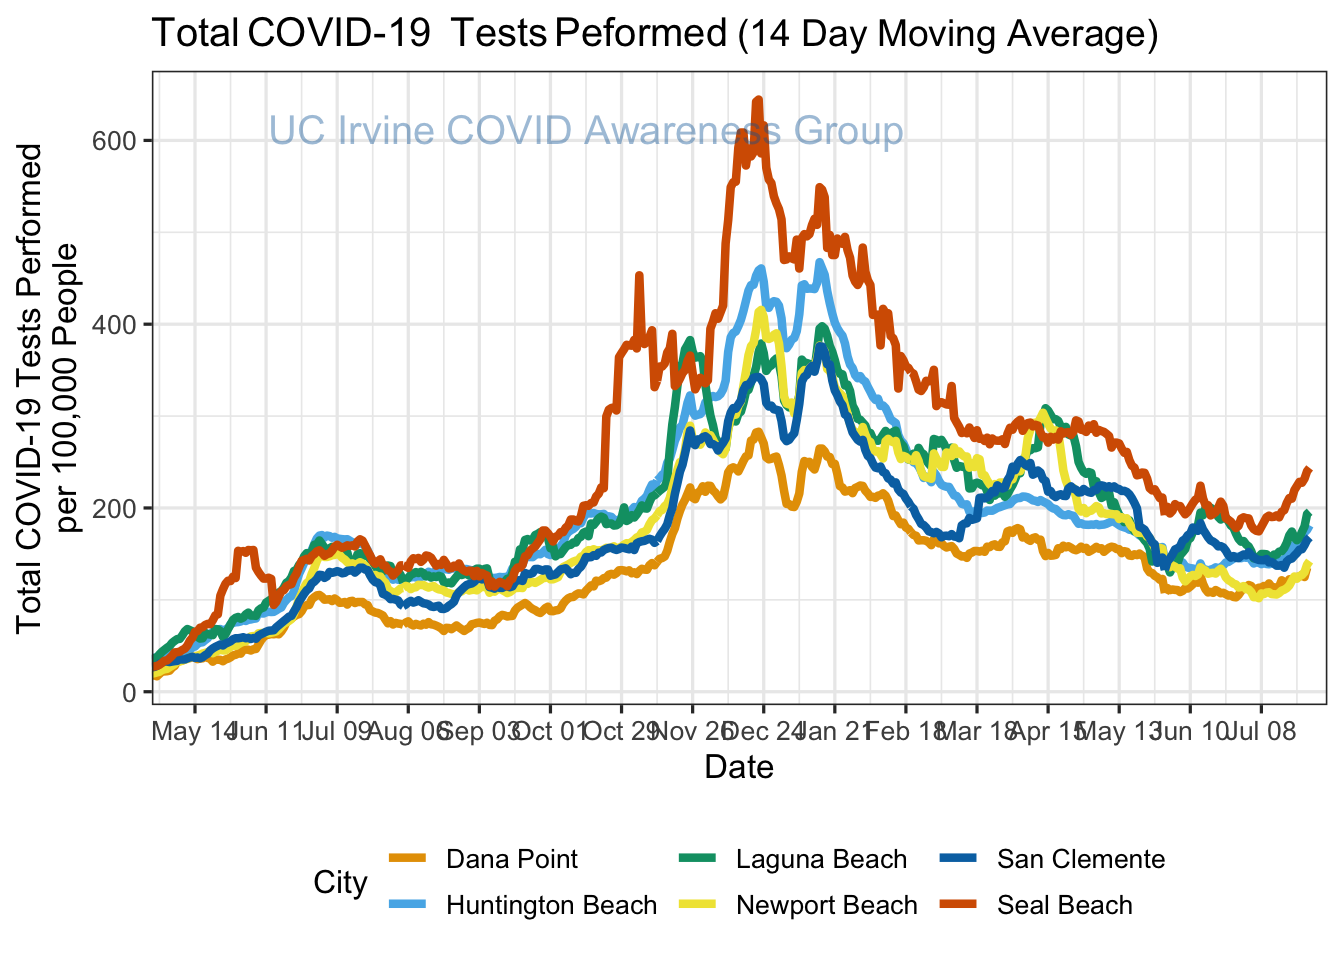 Total COVID-19  Tests Peformed (14 Day Moving Average)
UC Irvine COVID Awareness Group
Total COVID-19 Tests Performed
per 100,000 People
600
400
200
0
May 14 Jun 11 Jul 09 Aug 06 Sep 03 Oct 01 Oct 29 Nov 26 Dec 24 Jan 21 Feb 18 Mar 18 Apr 15 May 13 Jun 10 Jul 08
Date
City
Dana Point Laguna Beach San Clemente
Huntington Beach Newport Beach Seal Beach